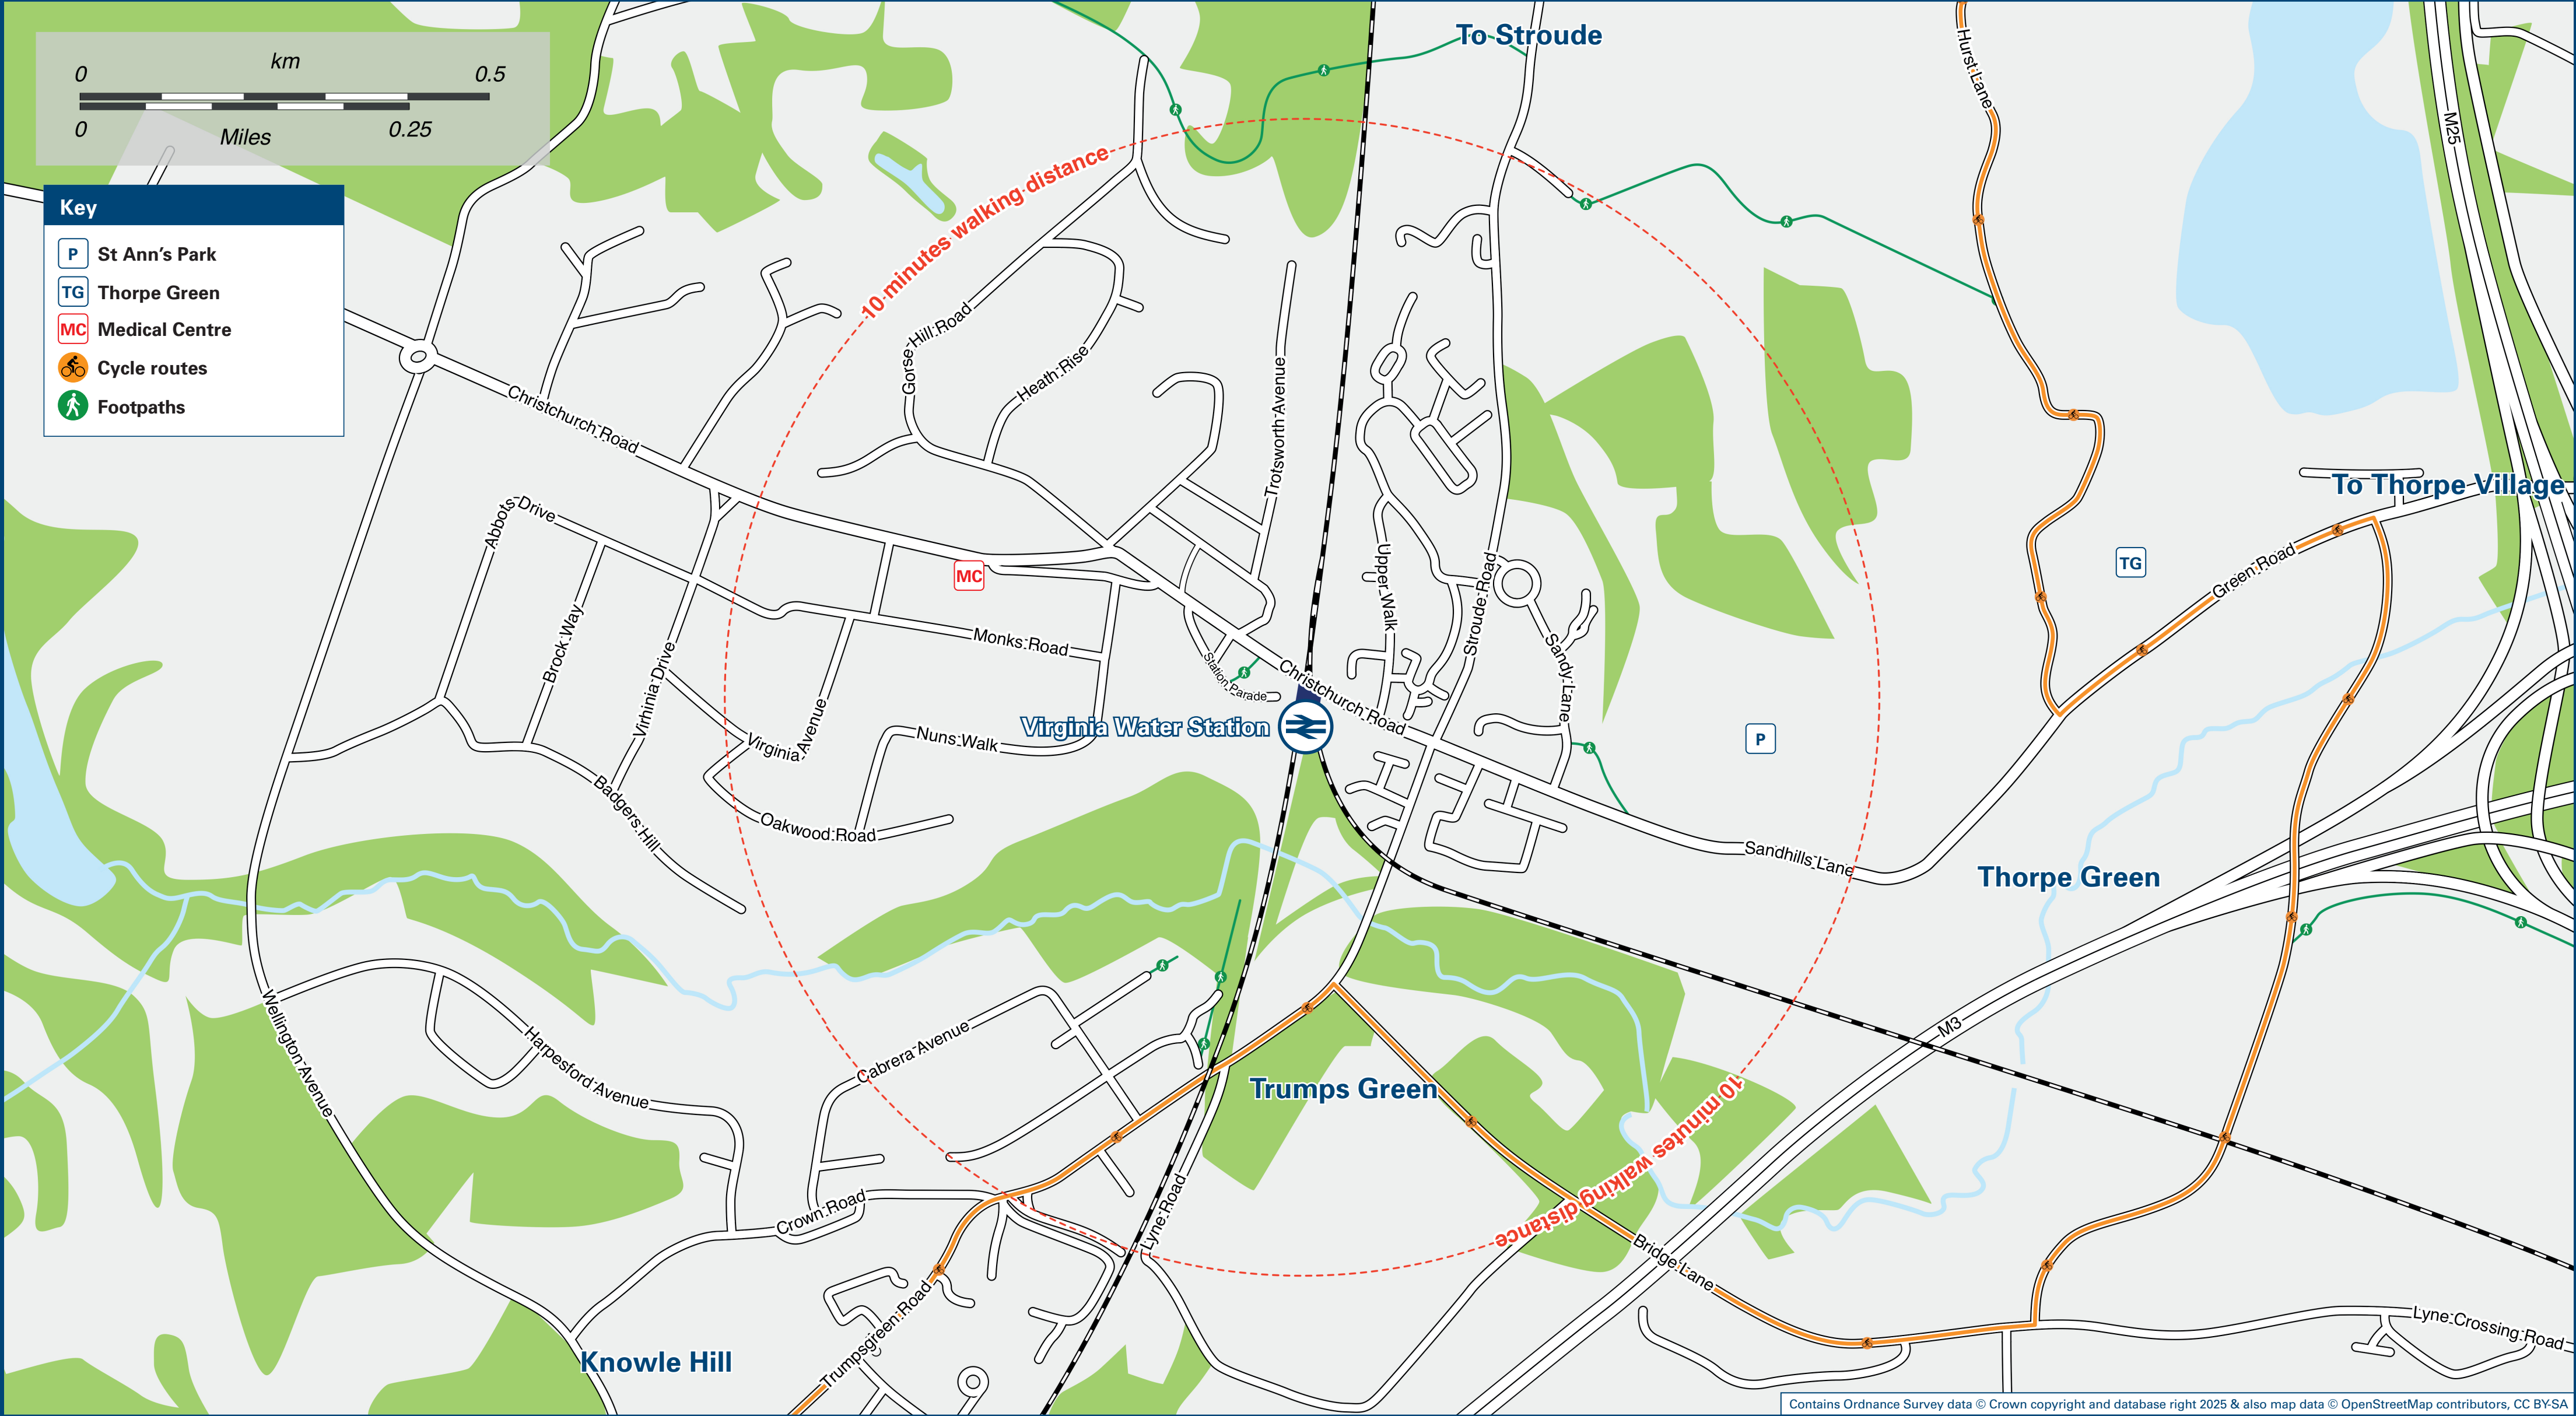 km
0
0.5
0
Miles
0.25
Key
P St Ann's Park
TG Thorpe Green
MC Medical Centre
Cycle routes
Footpaths
To Stroude
Hurst Lane
M25
10 minutes walking distance
Gorse Hill Road
Heath Rise
Trotsworth Avenue
Christchurch Road
Abbots Drive
To Thorpe Village
TG
Green Road
MC
Upper Walk
Stroude Road
Sandy Lane
Brock Way
Virhinia Drive
Monks Road
Station Parade
Christchurch Road
Virginia Water Station
Virginia Avenue
Nuns Walk
P
Badgers Hill
Oakwood Road
Sandhills Lane
Thorpe Green
Wellington Avenue
Harpesford Avenue
Cabrera Avenue
M3
Trumps Green
10 minutes walking distance
Crown Road
Lyne Road
Bridge Lane
Trumpsgreen Road
Knowle Hill
Lyne Crossing Road
Contains Ordnance Survey data © Crown copyright and database right 2025 & also map data © OpenStreetMap contributors, CC BY-SA